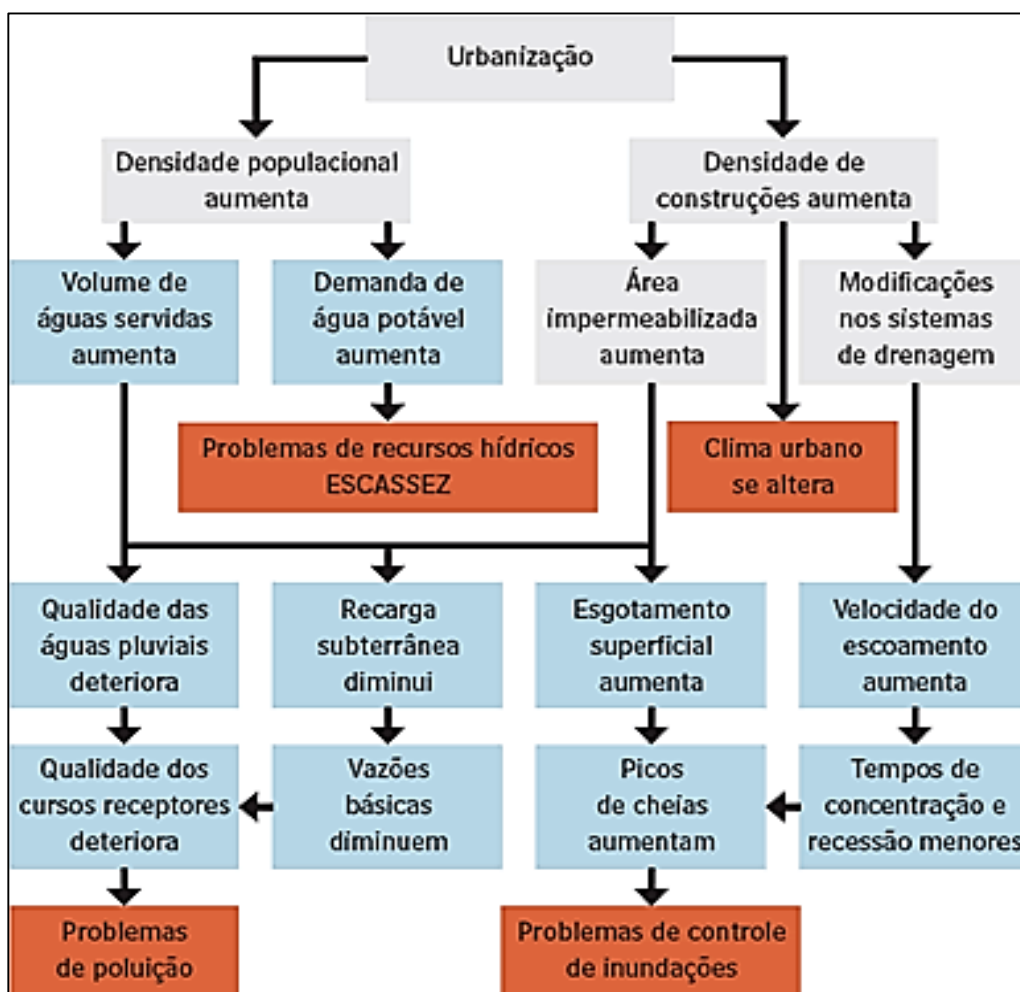 Urbanização
Densidade populacional
aumenta
Densidade de
construções aumenta
Volume de
águas servidas
aumenta
Demanda de
água potável
aumenta
Área
impermeabilizada
aumenta
Modificações
nos sistemas
de drenagem
Problemas de recursos hídricos
ESCASSEZ
Clima urbano
se altera
Qualidade das
águas pluviais
deteriora
Recarga
subterrânea
diminui
Esgotamento
superficial
aumenta
Velocidade do
escoamento
aumenta
Qualidade dos
cursos receptores
deteriora
Vazões
básicas
diminuem
Picos
de cheias
aumentam
Tempos de
concentração e
recessão menores
Problemas
de poluição
Problemas de controle
de inundações